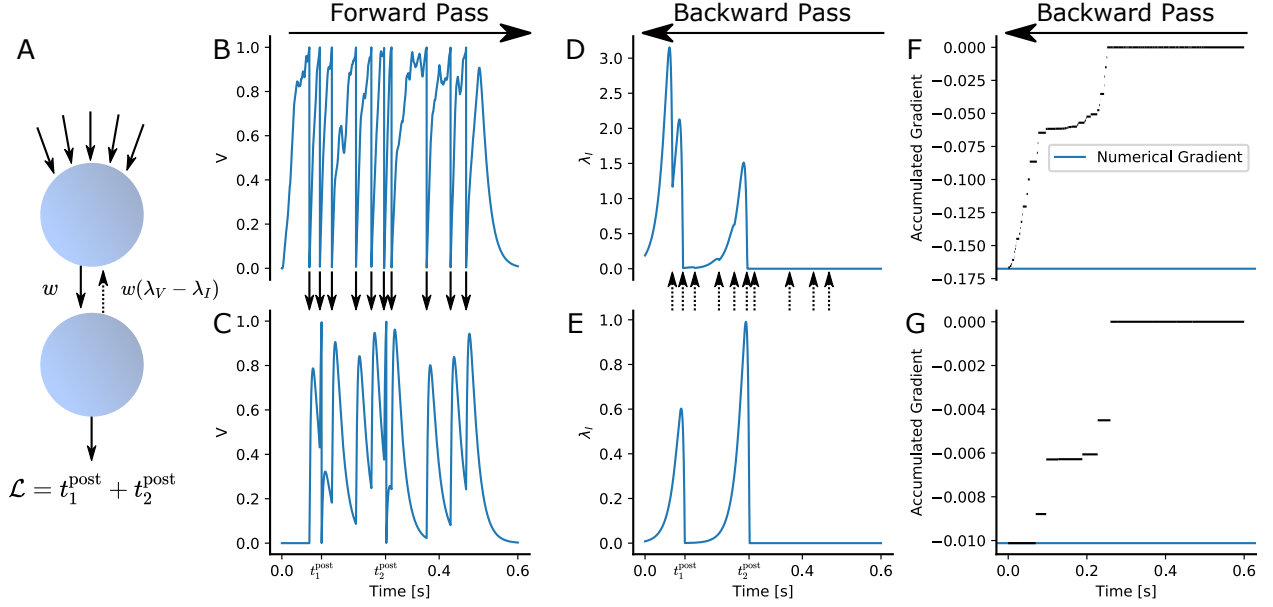 Forward Pass
Backward Pass
Backward Pass
A
w
w(λ_V − λ_I)
ℒ = t₁^post + t₂^post
B
V
1.0
0.8
0.6
0.4
0.2
0.0
C
V
1.0
0.8
0.6
0.4
0.2
0.0
0.0
t₁^post
t₂^post
0.4
0.6
Time [s]
D
λ_I
3.0
2.5
2.0
1.5
1.0
0.5
0.0
E
λ_I
1.0
0.8
0.6
0.4
0.2
0.0
0.0
t₁^post
t₂^post
0.4
0.6
Time [s]
F
Accumulated Gradient
0.000
−0.025
−0.050
−0.075
−0.100
−0.125
−0.150
−0.175
Numerical Gradient
G
Accumulated Gradient
0.000
−0.002
−0.004
−0.006
−0.008
−0.010
0.0
0.2
0.4
0.6
Time [s]